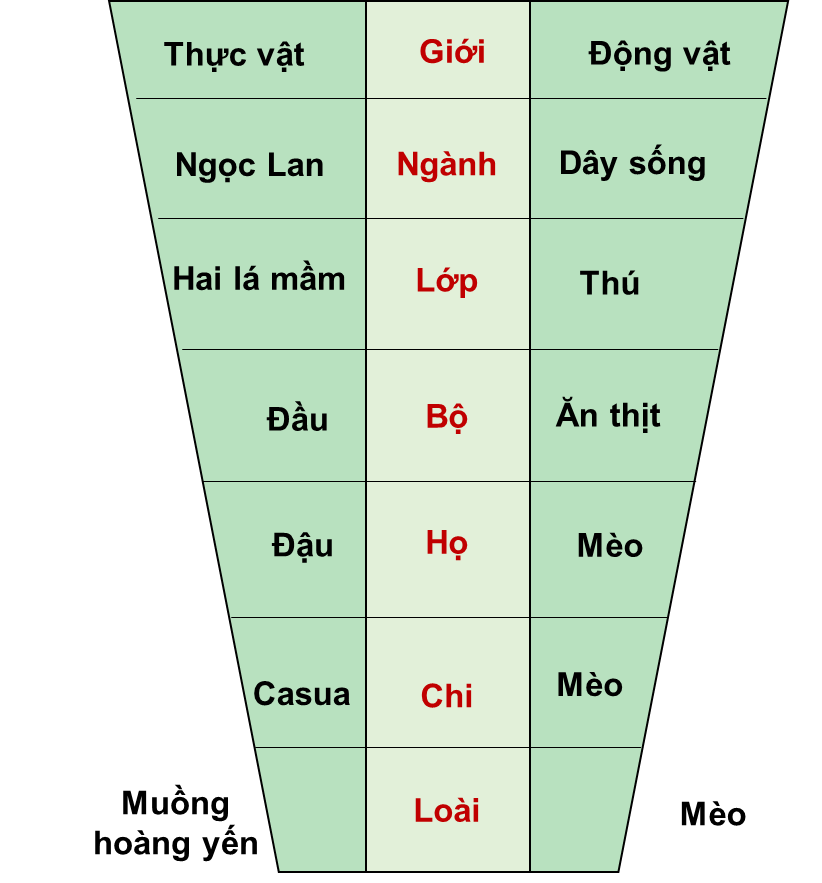 Thực vật
Giới
Động vật
Ngọc Lan
Ngành
Dây sống
Hai lá mầm
Lớp
Thú
Đầu
Bộ
Ăn thịt
Đậu
Họ
Mèo
Casua
Chi
Mèo
Muồng
hoàng yến
Loài
Mèo